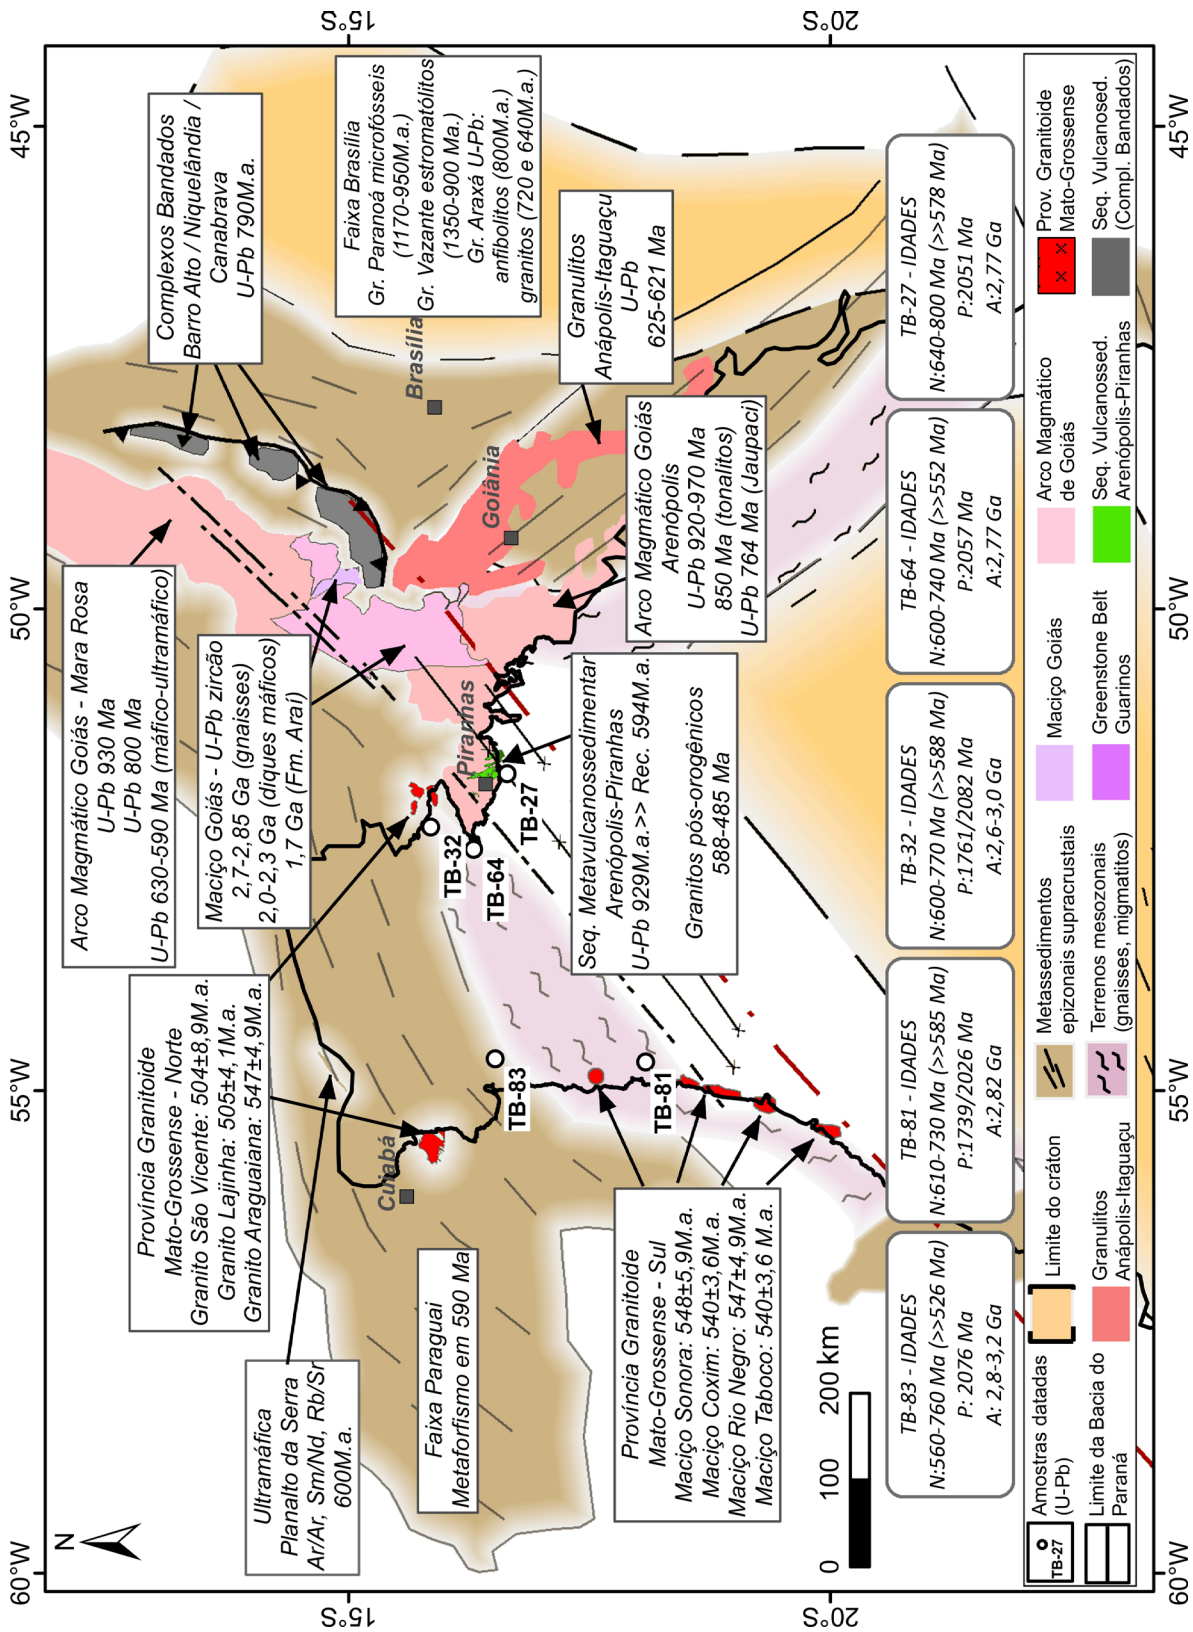 60°W
55°W
50°W
45°W
15°S
20°S
N
Ultramáfica
Planalto da Serra
Ar/Ar, Sm/Nd, Rb/Sr
600M.a.
Província Granitoide
Mato-Grossense - Norte
Granito São Vicente: 504±8,9M.a.
Granito Lajinha: 505±4,1M.a.
Granito Araguaiana: 547±4,9M.a.
Arco Magmático Goiás - Mara Rosa
U-Pb 930 Ma
U-Pb 800 Ma
U-Pb 630-590 Ma (máfico-ultramáfico)
Maciço Goiás - U-Pb zircão
2,7-2,85 Ga (gnaisses)
2,0-2,3 Ga (diques máficos)
1,7 Ga (Fm. Araí)
Complexos Bandados
Barro Alto / Niquelândia /
Canabrava
U-Pb 790M.a.
Faixa Brasília
Gr. Paranoá microfósseis
(1170-950M.a.)
Gr. Vazante estromatólitos
(1350-900 Ma.)
Gr. Araxá U-Pb:
anfibolitos (800M.a.)
granitos (720 e 640M.a.)
Brasília
Goiânia
Piranhas
Cuiabá
Granulitos
Anápolis-Itaguaçu
U-Pb
625-621 Ma
Arco Magmático Goiás
Arenópolis
U-Pb 920-970 Ma
850 Ma (tonalitos)
U-Pb 764 Ma (Jaupaci)
Faixa Paraguai
Metaforfismo em 590 Ma
TB-83
TB-81
TB-32
TB-64
TB-27
Seq. Metavulcanossedimentar
Arenópolis-Piranhas
U-Pb 929M.a.>> Rec. 594M.a.
Granitos pós-orogênicos
588-485 Ma
Província Granitoide
Mato-Grossense - Sul
Maciço Sonora: 548±5,9M.a.
Maciço Coxim: 540±3,6M.a.
Maciço Rio Negro: 547±4,9M.a.
Maciço Taboco: 540±3,6 M.a.
0 100 200 km
TB-83 - IDADES
N:560-760 Ma (>>526 Ma)
P: 2076 Ma
A: 2,8-3,2 Ga
TB-81 - IDADES
N:610-730 Ma (>>585 Ma)
P:1739/2026 Ma
A:2,82 Ga
TB-32 - IDADES
N:600-770 Ma (>>588 Ma)
P:1761/2082 Ma
A:2,6-3,0 Ga
TB-64 - IDADES
N:600-740 Ma (>>552 Ma)
P:2057 Ma
A:2,77 Ga
TB-27 - IDADES
N:640-800 Ma (>>578 Ma)
P:2051 Ma
A:2,77 Ga
TB-27
Amostras datadas
(U-Pb)
Limite da Bacia do
Paraná
Limite do cráton
Granulitos
Anápolis-Itaguaçu
Metassedimentos
epizonais supracrustais
Terrenos mesozonais
(gnaisses, migmatitos)
Maciço Goiás
Greenstone Belt
Guarinos
Arco Magmático
de Goiás
Seq. Vulcanossed.
Arenópolis-Piranhas
Prov. Granitoide
Mato-Grossense
Seq. Vulcanosed.
(Compl. Bandados)
60°W
55°W
50°W
45°W
15°S
20°S